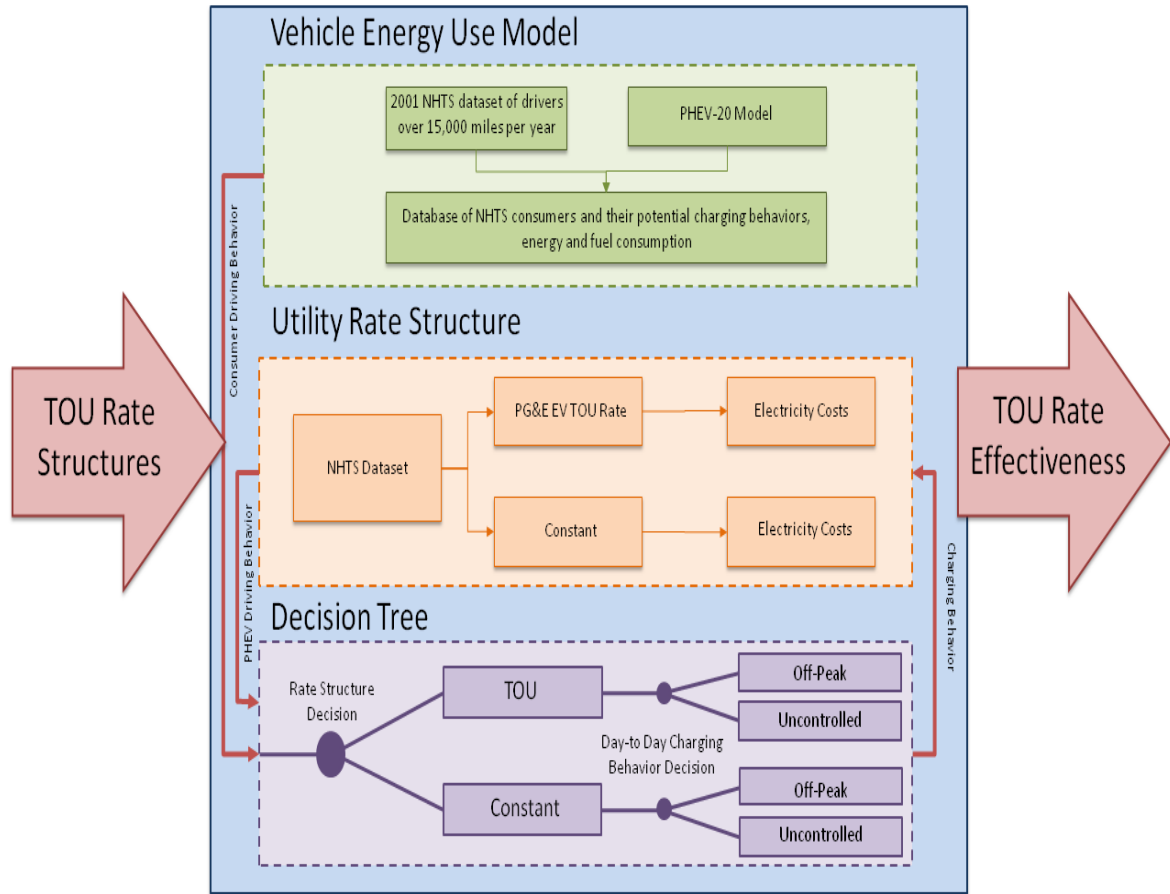 Vehicle Energy Use Model
2001 NHTS dataset of drivers
over 15,000 miles per year
PHEV-20 Model
Database of NHTS consumers and their potential charging behaviors,
energy and fuel consumption
Consumer Driving Behavior
Utility Rate Structure
TOU Rate
Structures
NHTS Dataset
PG&E EV TOU Rate
Electricity Costs
Constant
Electricity Costs
TOU Rate
Effectiveness
PHEV Driving Behavior
Charging Behavior
Decision Tree
Rate Structure
Decision
TOU
Off-Peak
Uncontrolled
Day-to Day Charging
Behavior Decision
Constant
Off-Peak
Uncontrolled